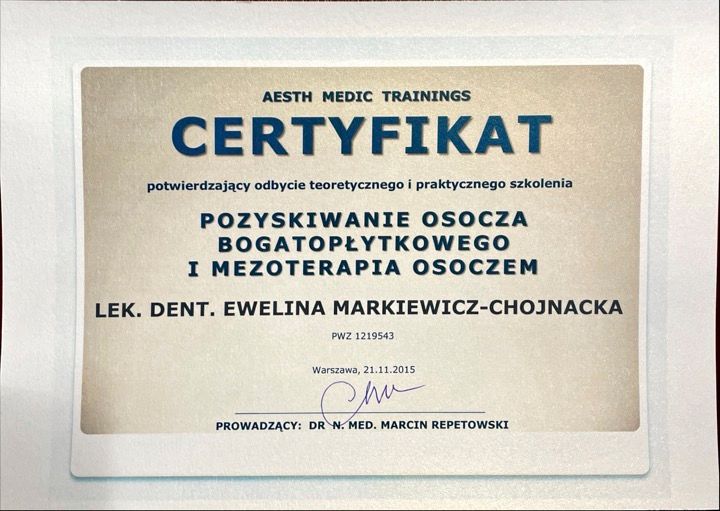 AESTH MEDIC TRAININGS
CERTYFIKAT
potwierdzający odbycie teoretycznego i praktycznego szkolenia
POZYSKIWANIE OSOCZA
BOGATOPŁYTKOWEGO
I MEZOTERAPIA OSOCZEM
LEK. DENT. EWELINA MARKIEWICZ-CHOJNACKA
PWZ 1219543
Warszawa, 21.11.2015
PROWADZĄCY: DR N. MED. MARCIN REPETOWSKI